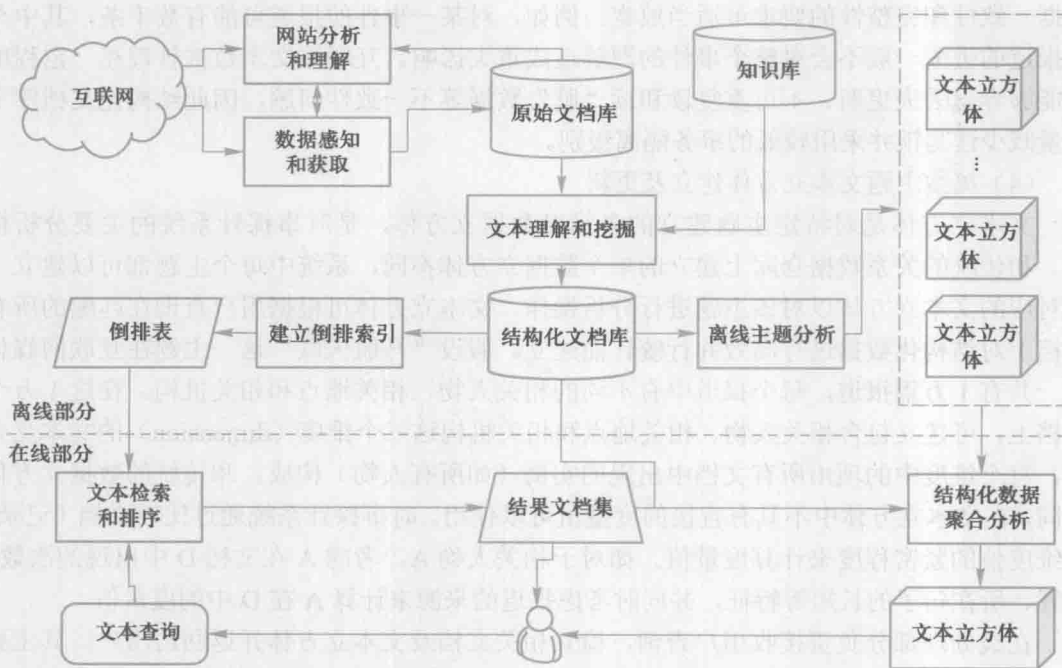 互联网
网站分析
和理解
数据感知
和获取
原始文档库
知识库
文本立方
体
文本理解和挖掘
文本立方
体
倒排表
建立倒排索引
结构化文档库
离线主题分析
文本立方
体
离线部分
在线部分
文本检索
和排序
结果文档集
结构化数据
聚合分析
文本查询
文本立方体